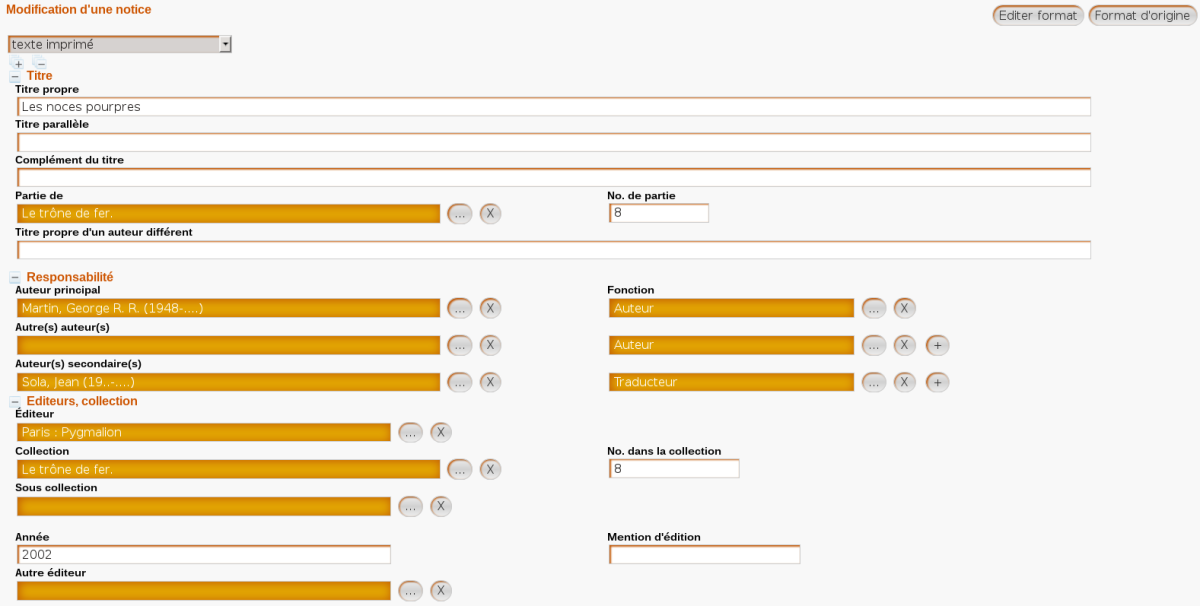 Modification d'une notice
Editer format Format d'origine
texte imprimé
+ −
− Titre
Titre propre
Les noces pourpres
Titre parallèle
Complément du titre
Partie de No. de partie
Le trône de fer. ... X 8
Titre propre d'un auteur différent
− Responsabilité
Auteur principal Fonction
Martin, George R. R. (1948-....) ... X Auteur ... X
Autre(s) auteur(s)
... X Auteur ... X +
Auteur(s) secondaire(s)
Sola, Jean (19..-....) ... X Traducteur ... X +
− Editeurs, collection
Éditeur
Paris : Pygmalion ... X
Collection No. dans la collection
Le trône de fer. ... X 8
Sous collection
... X
Année Mention d'édition
2002
Autre éditeur
... X